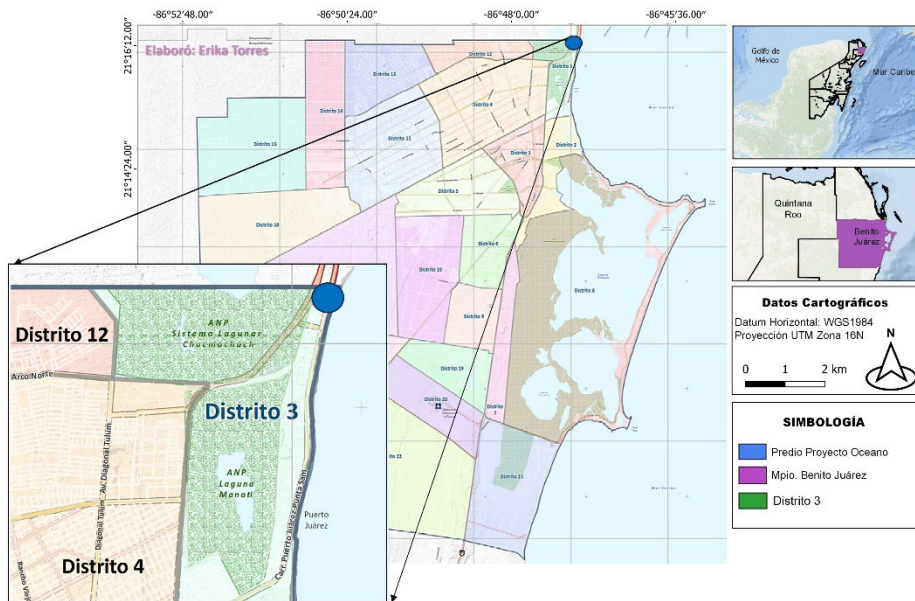 86°52'48.00"
86°50'24.00"
86°48'0.00"
86°45'36.00"
21°16'12.00"
21°14'24.00"
Elaboró: Erika Torres
Distrito 12
Distrito 13
Distrito 3
Distrito 14
Distrito 4
Distrito 15
Distrito 11
Distrito 1
Distrito 2
Distrito 5
Distrito 6
Distrito 10
Distrito 8
Distrito 9
Distrito 19
Distrito 20
Distrito 21
Mar Caribe
Mar Caribe
Distrito 12
ANP
Sistema Lagunar
Chacmochuch
Arco Norte
Distrito 3
Av. Diagonal Tulum
Diagonal Tulum
ANP
Laguna
Manatí
Puerto
Juárez
Carr. Puerto Juárez-Punta Sam
Distrito 4
Golfo de
México
Mar Caribe
Quintana
Roo
Benito
Juárez
Datos Cartográficos
Datum Horizontal: WGS1984
Proyección UTM Zona 16N
0 1 2 km
N
SIMBOLOGÍA
Predio Proyecto Oceano
Mpio. Benito Juárez
Distrito 3